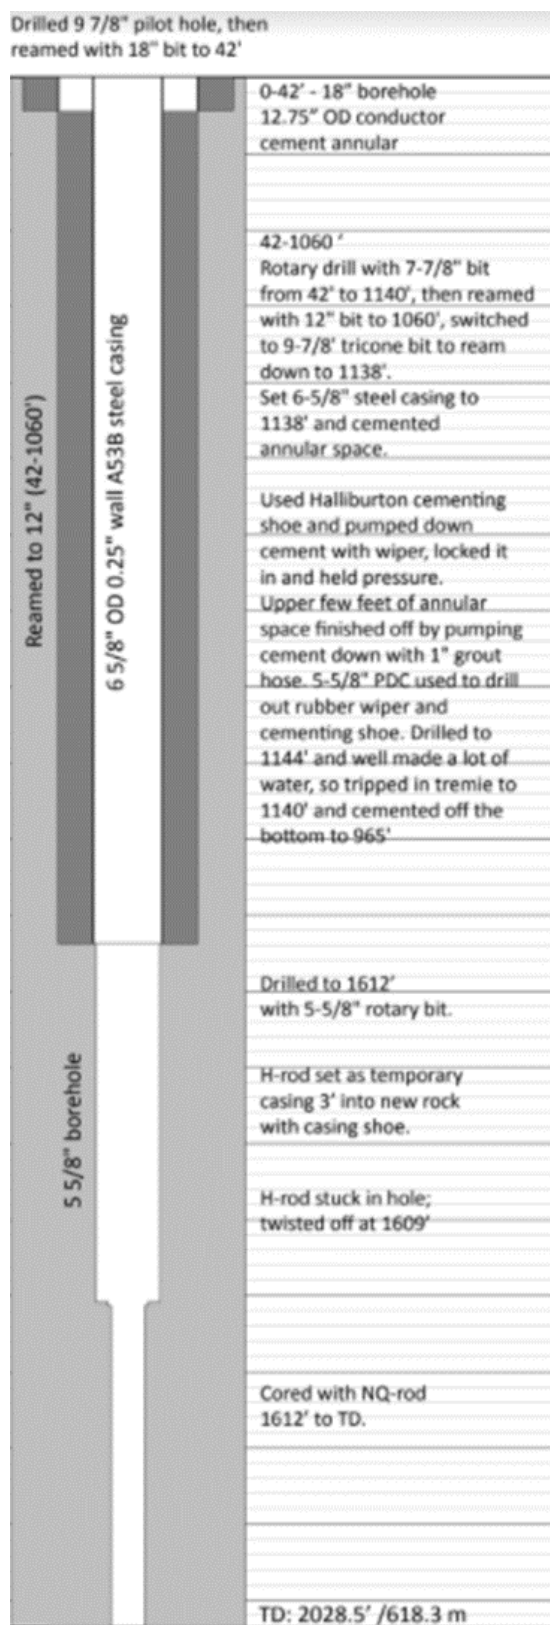 Drilled 9 7/8" pilot hole, then
reamed with 18" bit to 42'
0-42' - 18" borehole
12.75" OD conductor
cement annular
42-1060 '
Rotary drill with 7-7/8" bit
from 42' to 1140', then reamed
with 12" bit to 1060', switched
to 9-7/8' tricone bit to ream
down to 1138'.
Set 6-5/8" steel casing to
1138' and cemented
annular space.
Used Halliburton cementing
shoe and pumped down
cement with wiper, locked it
in and held pressure.
Upper few feet of annular
space finished off by pumping
cement down with 1" grout
hose. 5-5/8" PDC used to drill
out rubber wiper and
cementing shoe. Drilled to
1144' and well made a lot of
water, so tripped in tremie to
1140' and cemented off the
bottom to 965'
Reamed to 12" (42-1060')
6 5/8" OD 0.25" wall A53B steel casing
Drilled to 1612'
with 5-5/8" rotary bit.
H-rod set as temporary
casing 3' into new rock
with casing shoe.
5 5/8" borehole
H-rod stuck in hole;
twisted off at 1609'
Cored with NQ-rod
1612' to TD.
TD: 2028.5' /618.3 m